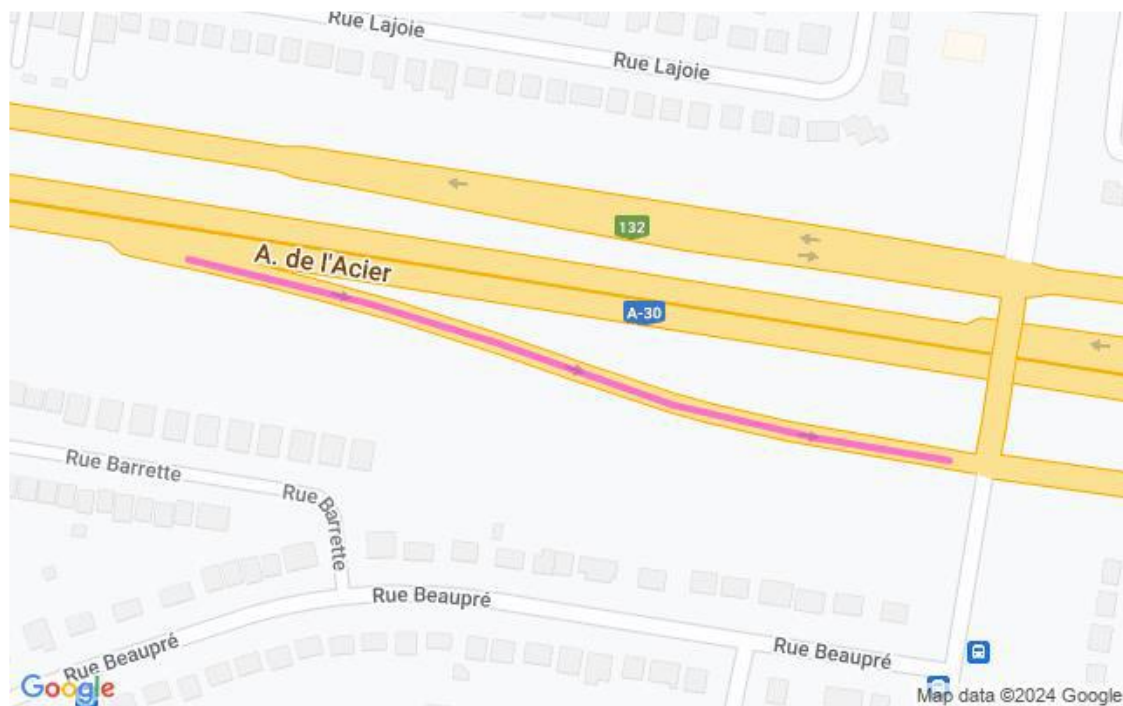 Rue Lajoie
Rue Lajoie
132
A. de l'Acier
A-30
Rue Barrette
Rue Barrette
Rue Beaupré
Rue Beaupré
Rue Beaupré
Google
Map data ©2024 Google